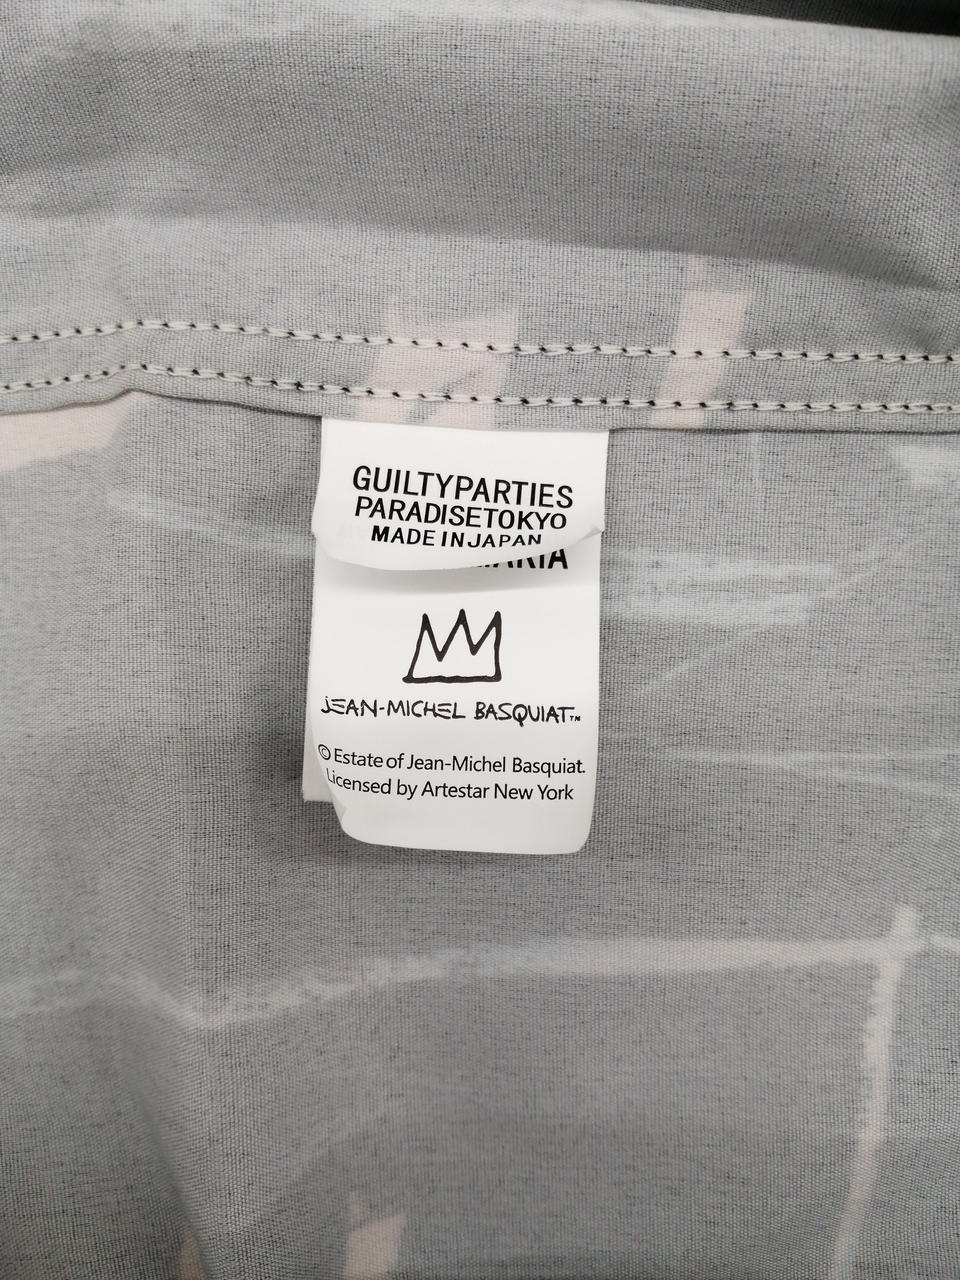 GUILTYPARTIES
PARADISETOKYO
MADE IN JAPAN
JEAN-MICHEL BASQUIAT™
© Estate of Jean-Michel Basquiat.
Licensed by Artestar New York